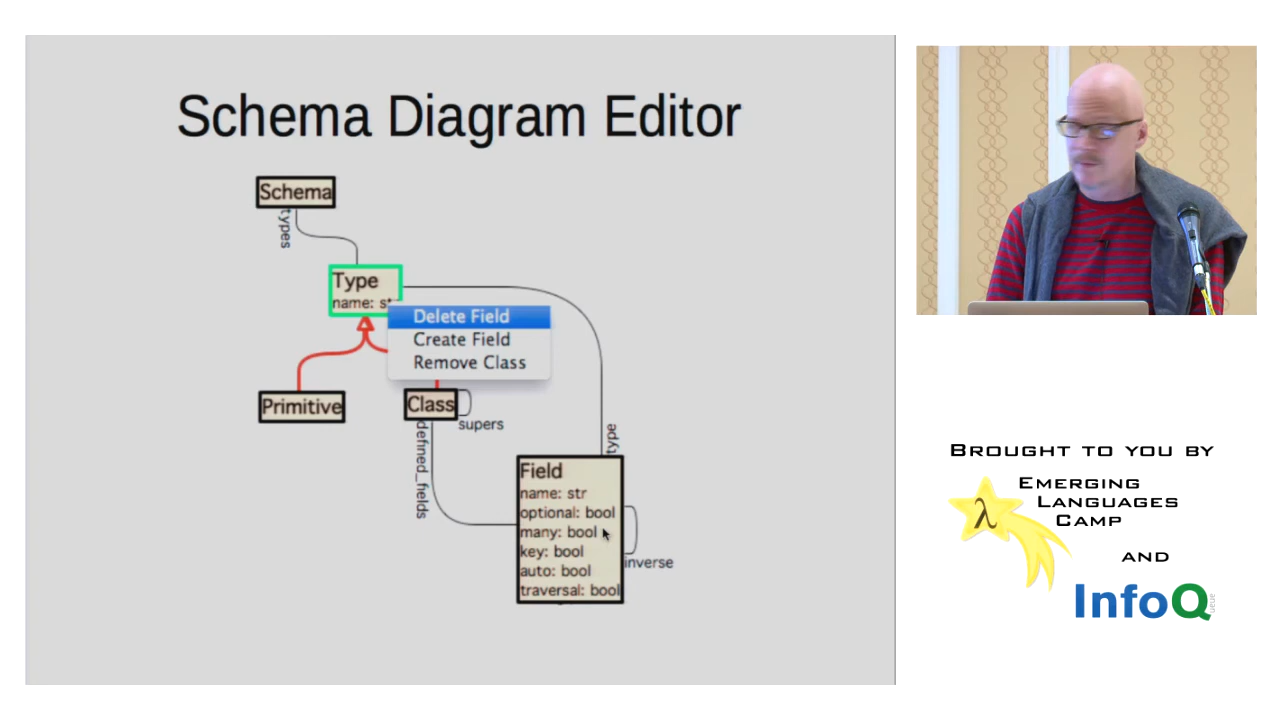 Schema Diagram Editor
Schema
types
Type
name: str
Delete Field
Create Field
Remove Class
Primitive
Class
supers
defined_fields
type
Field
name: str
optional: bool
many: bool
key: bool
auto: bool
traversal: bool
inverse
BROUGHT TO YOU BY
EMERGING
LANGUAGES
CAMP
λ
AND
InfoQ
ueue